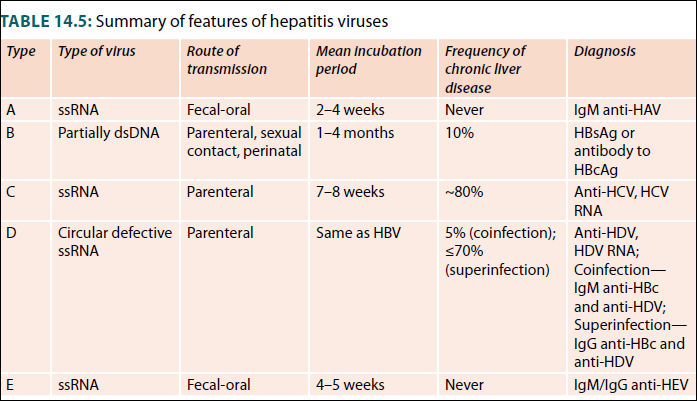 TABLE 14.5: Summary of features of hepatitis viruses
Type Type of virus Route of transmission Mean incubation period Frequency of chronic liver disease Diagnosis
A ssRNA Fecal-oral 2–4 weeks Never IgM anti-HAV
B Partially dsDNA Parenteral, sexual contact, perinatal 1–4 months 10% HBsAg or antibody to HBcAg
C ssRNA Parenteral 7–8 weeks ~80% Anti-HCV, HCV RNA
D Circular defective ssRNA Parenteral Same as HBV 5% (coinfection); ≤70% (superinfection) Anti-HDV, HDV RNA; Coinfection—IgM anti-HBc and anti-HDV; Superinfection—IgG anti-HBc and anti-HDV
E ssRNA Fecal-oral 4–5 weeks Never IgM/IgG anti-HEV